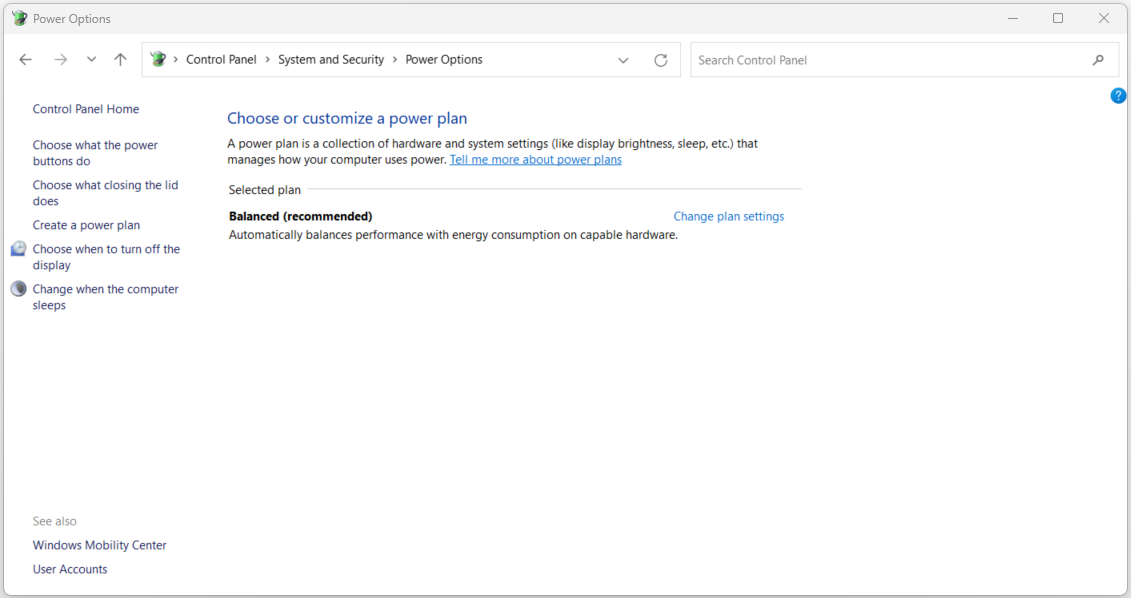 Power Options
Control Panel › System and Security › Power Options
Search Control Panel
Control Panel Home
Choose what the power
buttons do
Choose what closing the lid
does
Create a power plan
Choose when to turn off the
display
Change when the computer
sleeps
See also
Windows Mobility Center
User Accounts
Choose or customize a power plan
A power plan is a collection of hardware and system settings (like display brightness, sleep, etc.) that
manages how your computer uses power. Tell me more about power plans
Selected plan
Balanced (recommended) Change plan settings
Automatically balances performance with energy consumption on capable hardware.
?